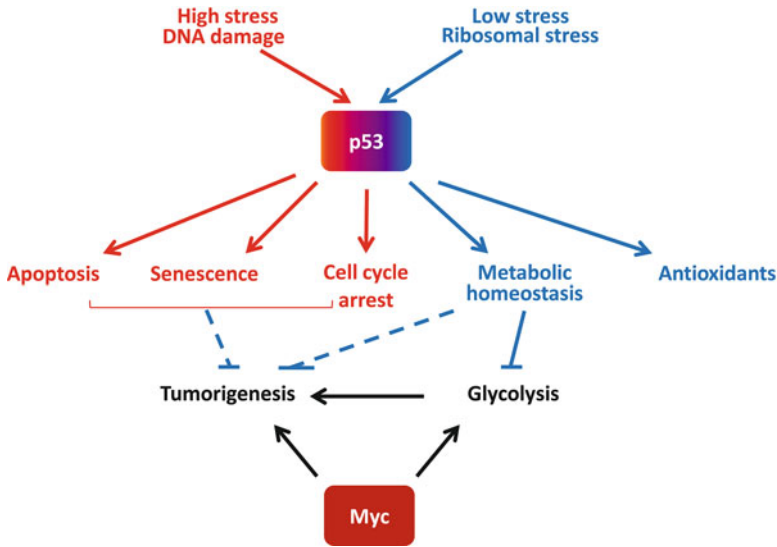 High stress
DNA damage
Low stress
Ribosomal stress
p53
Apoptosis
Senescence
Cell cycle
arrest
Metabolic
homeostasis
Antioxidants
Tumorigenesis
Glycolysis
Myc